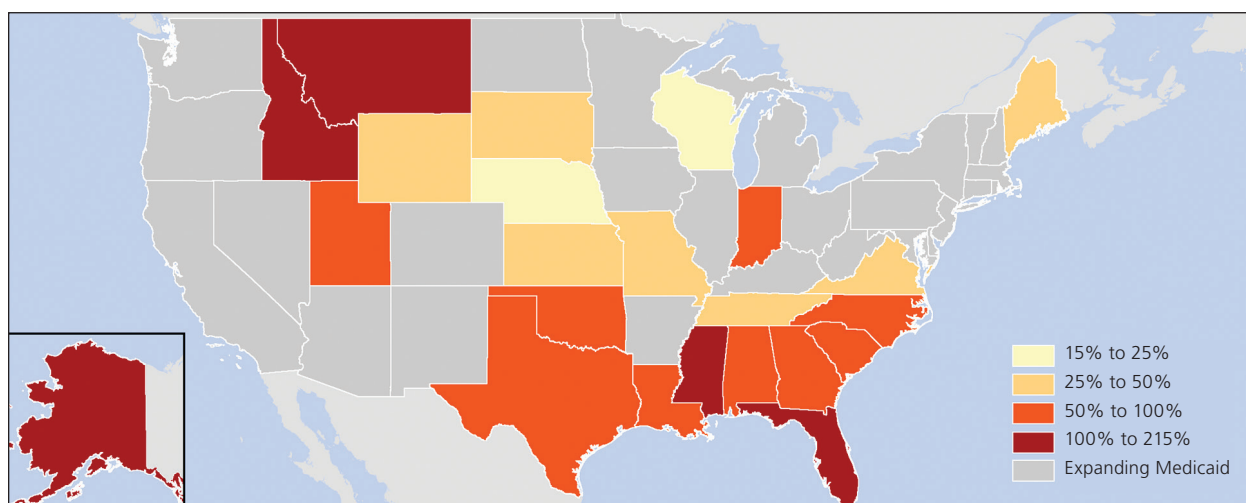 15% to 25%
25% to 50%
50% to 100%
100% to 215%
Expanding Medicaid